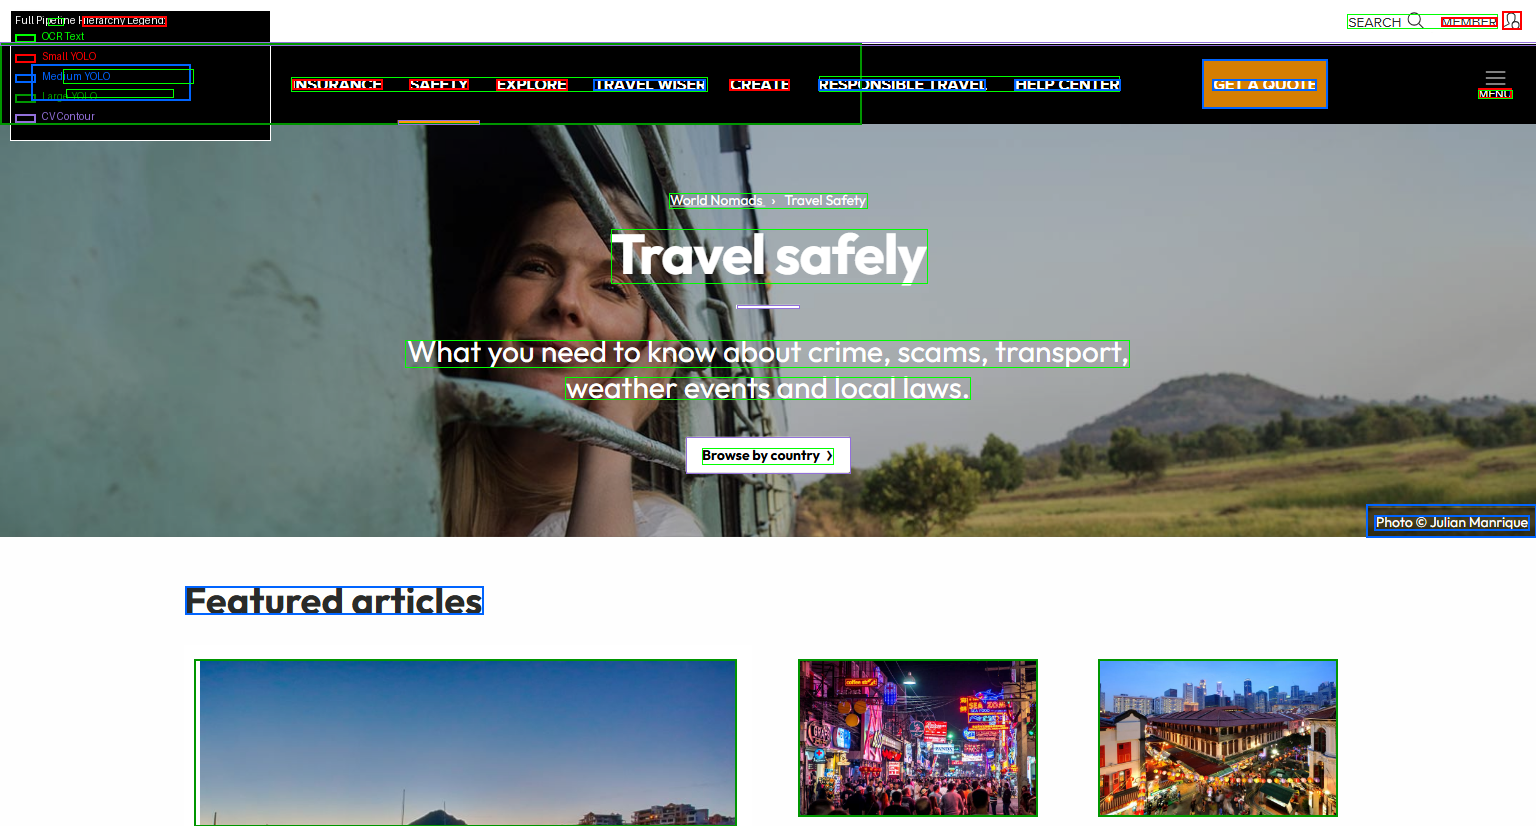 Full Pipeline Hierarchy Legend:
OCR Text
Small YOLO
Medium YOLO
Large YOLO
CV Contour
SEARCH
MEMBER
INSURANCE SAFETY EXPLORE TRAVEL WISER CREATE RESPONSIBLE TRAVEL HELP CENTER
GET A QUOTE
MENU
World Nomads › Travel Safety
Travel safely
What you need to know about crime, scams, transport,
weather events and local laws.
Browse by country ❯
Photo © Julian Manrique
Featured articles